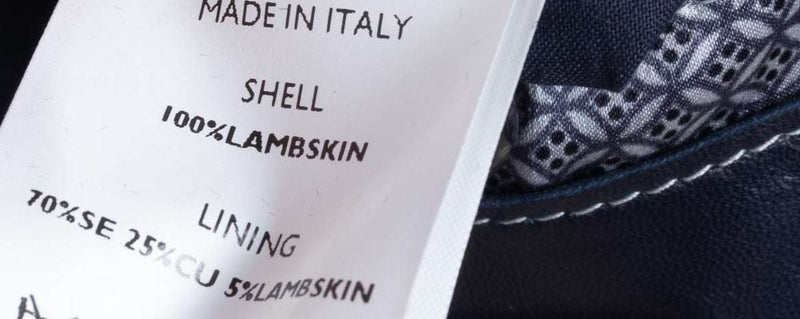 MADE IN ITALY
SHELL
100%LAMBSKIN
LINING
70%SE 25%CU 5%LAMBSKIN